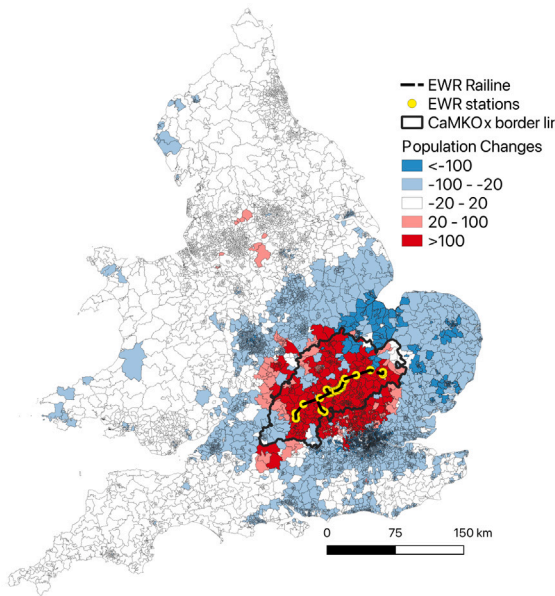 EWR Railine
EWR stations
CaMKOx border lin
Population Changes
<-100
-100 - -20
-20 - 20
20 - 100
>100
0 75 150 km